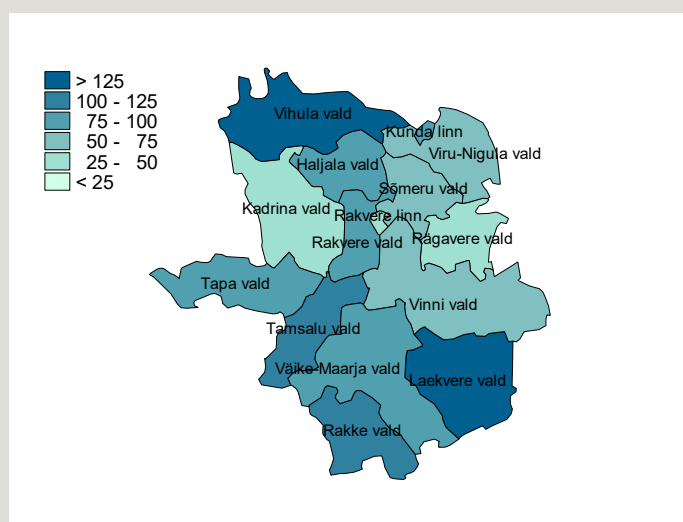 > 125
100 - 125
75 - 100
50 - 75
25 - 50
< 25
Vihula vald
Kunda linn
Viru-Nigula vald
Haljala vald
Sõmeru vald
Kadrina vald
Rakvere linn
Rakvere vald
Rägavere vald
Tapa vald
Vinni vald
Tamsalu vald
Väike-Maarja vald
Laekvere vald
Rakke vald